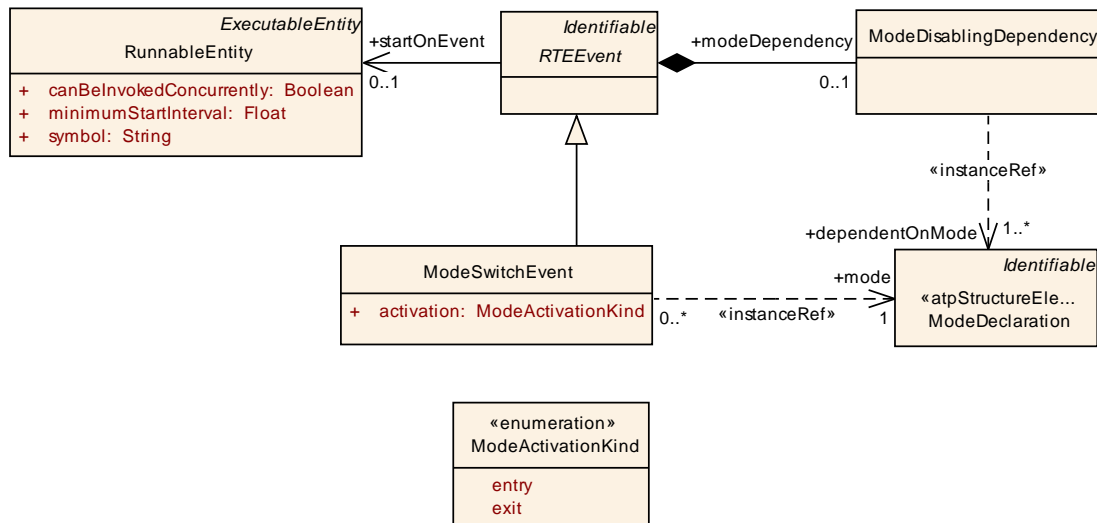 ExecutableEntity
RunnableEntity
+ canBeInvokedConcurrently: Boolean
+ minimumStartInterval: Float
+ symbol: String
+startOnEvent
0..1
Identifiable
RTEEvent
+modeDependency
0..1
ModeDisablingDependency
«instanceRef»
+dependentOnMode
1..*
ModeSwitchEvent
+ activation: ModeActivationKind
0..*
«instanceRef»
+mode
1
Identifiable
«atpStructureEle...
ModeDeclaration
«enumeration»
ModeActivationKind
entry
exit